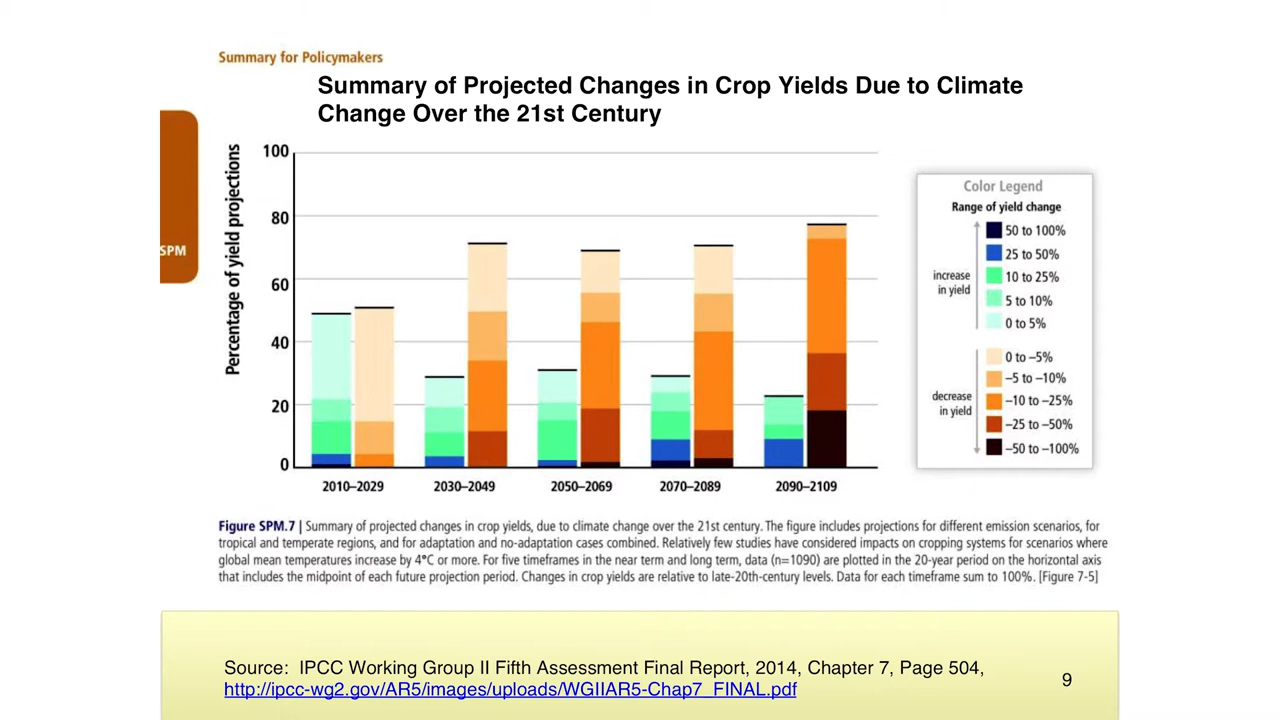 Summary for Policymakers
Summary of Projected Changes in Crop Yields Due to Climate
Change Over the 21st Century
SPM
Percentage of yield projections
100
80
60
40
20
0
2010–2029
2030–2049
2050–2069
2070–2089
2090–2109
Color Legend
Range of yield change
increase
in yield
50 to 100%
25 to 50%
10 to 25%
5 to 10%
0 to 5%
decrease
in yield
0 to –5%
–5 to –10%
–10 to –25%
–25 to –50%
–50 to –100%
Figure SPM.7 | Summary of projected changes in crop yields, due to climate change over the 21st century. The figure includes projections for different emission scenarios, for
tropical and temperate regions, and for adaptation and no-adaptation cases combined. Relatively few studies have considered impacts on cropping systems for scenarios where
global mean temperatures increase by 4°C or more. For five timeframes in the near term and long term, data (n=1090) are plotted in the 20-year period on the horizontal axis
that includes the midpoint of each future projection period. Changes in crop yields are relative to late-20th-century levels. Data for each timeframe sum to 100%. [Figure 7-5]
Source: IPCC Working Group II Fifth Assessment Final Report, 2014, Chapter 7, Page 504,
http://ipcc-wg2.gov/AR5/images/uploads/WGIIAR5-Chap7_FINAL.pdf
9